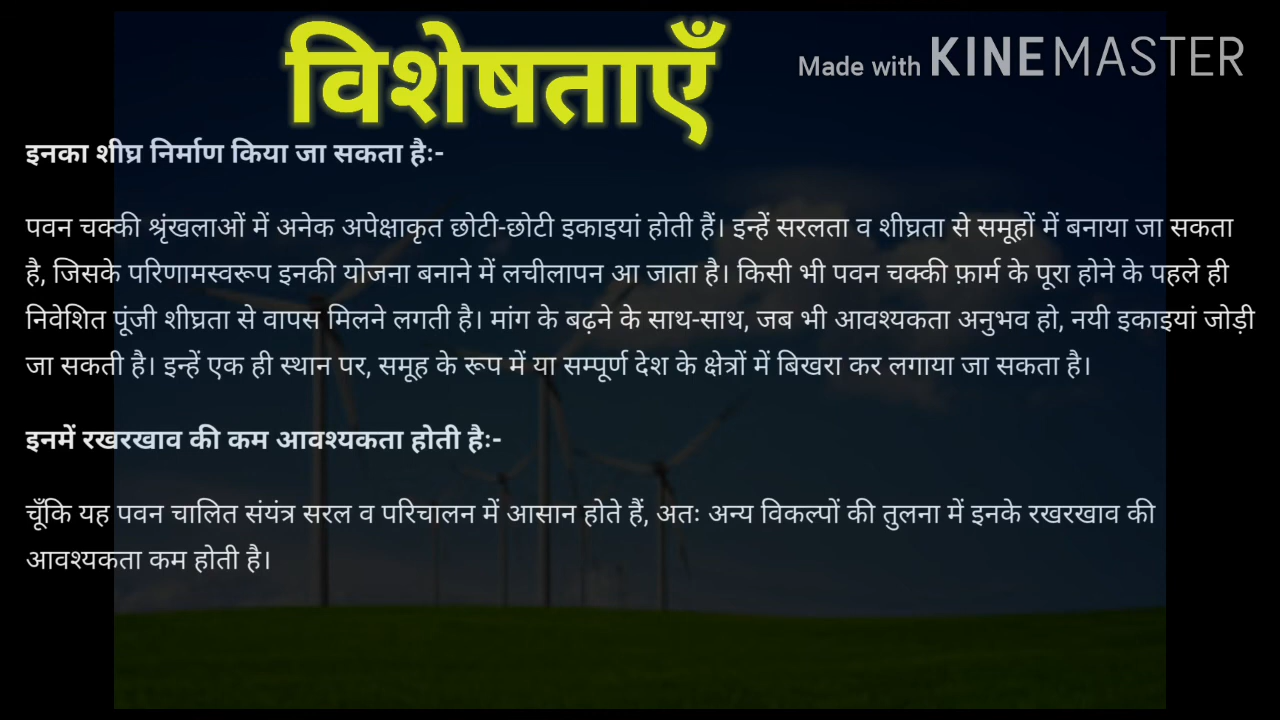 विशेषताएँ
Made with KINEMASTER
इनका शीघ्र निर्माण किया जा सकता हैः-
पवन चक्की श्रृंखलाओं में अनेक अपेक्षाकृत छोटी-छोटी इकाइयां होती हैं। इन्हें सरलता व शीघ्रता से समूहों में बनाया जा सकता
है, जिसके परिणामस्वरूप इनकी योजना बनाने में लचीलापन आ जाता है। किसी भी पवन चक्की फ़ार्म के पूरा होने के पहले ही
निवेशित पूंजी शीघ्रता से वापस मिलने लगती है। मांग के बढ़ने के साथ-साथ, जब भी आवश्यकता अनुभव हो, नयी इकाइयां जोड़ी
जा सकती है। इन्हें एक ही स्थान पर, समूह के रूप में या सम्पूर्ण देश के क्षेत्रों में बिखरा कर लगाया जा सकता है।
इनमें रखरखाव की कम आवश्यकता होती हैः-
चूँकि यह पवन चालित संयंत्र सरल व परिचालन में आसान होते हैं, अतः अन्य विकल्पों की तुलना में इनके रखरखाव की
आवश्यकता कम होती है।